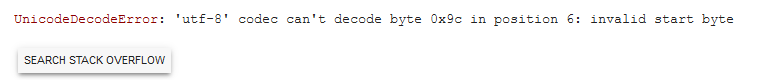 UnicodeDecodeError: 'utf-8' codec can't decode byte 0x9c in position 6: invalid start byte
SEARCH STACK OVERFLOW